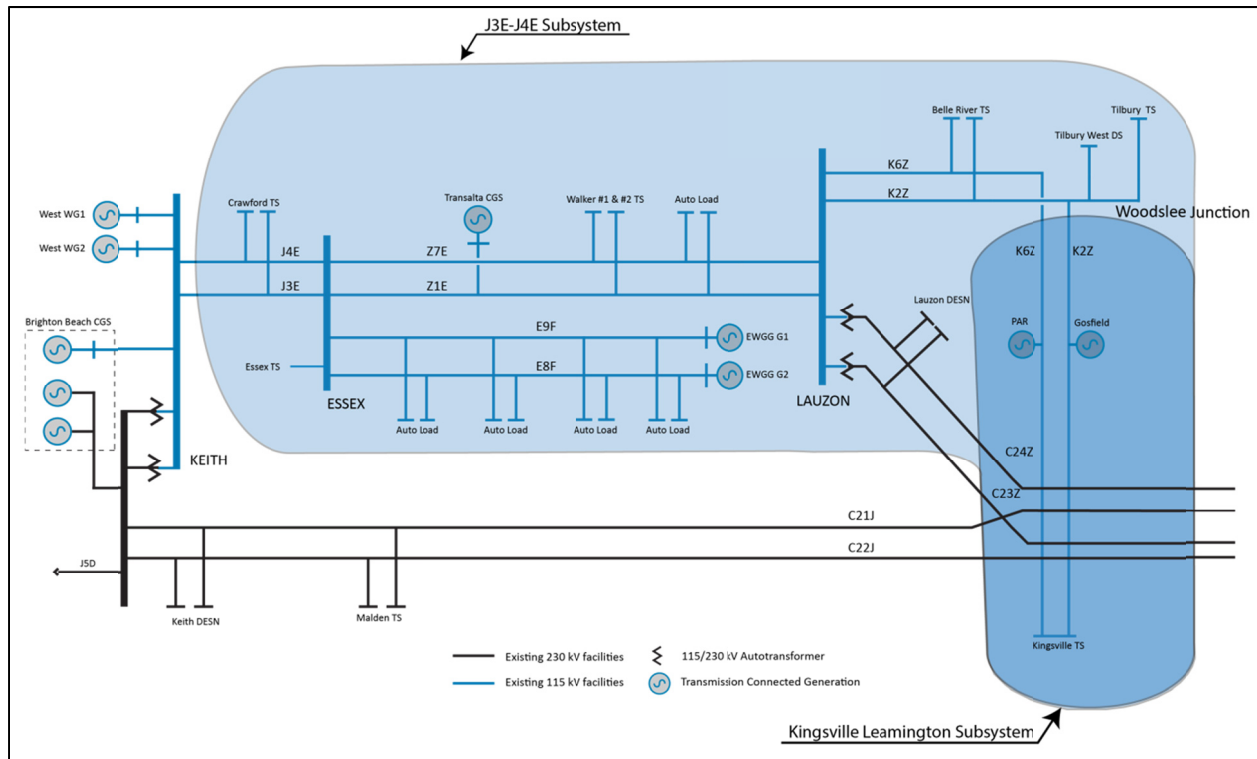 J3E-J4E Subsystem
Belle River TS
Tilbury TS
Tilbury West DS
K6Z
K2Z
Woodslee Junction
West WG1
West WG2
Crawford TS
Transalta CGS
Walker #1 & #2 TS
Auto Load
J4E
Z7E
J3E
Z1E
K6Z
K2Z
Lauzon DESN
Brighton Beach CGS
PAR
Gosfield
E9F
EWGG G1
Essex TS
E8F
EWGG G2
ESSEX
LAUZON
Auto Load
Auto Load
Auto Load
Auto Load
KEITH
C24Z
C23Z
C21J
C22J
J5D
Keith DESN
Malden TS
Kingsville TS
Existing 230 kV facilities
115/230 kV Autotransformer
Existing 115 kV facilities
Transmission Connected Generation
Kingsville Leamington Subsystem